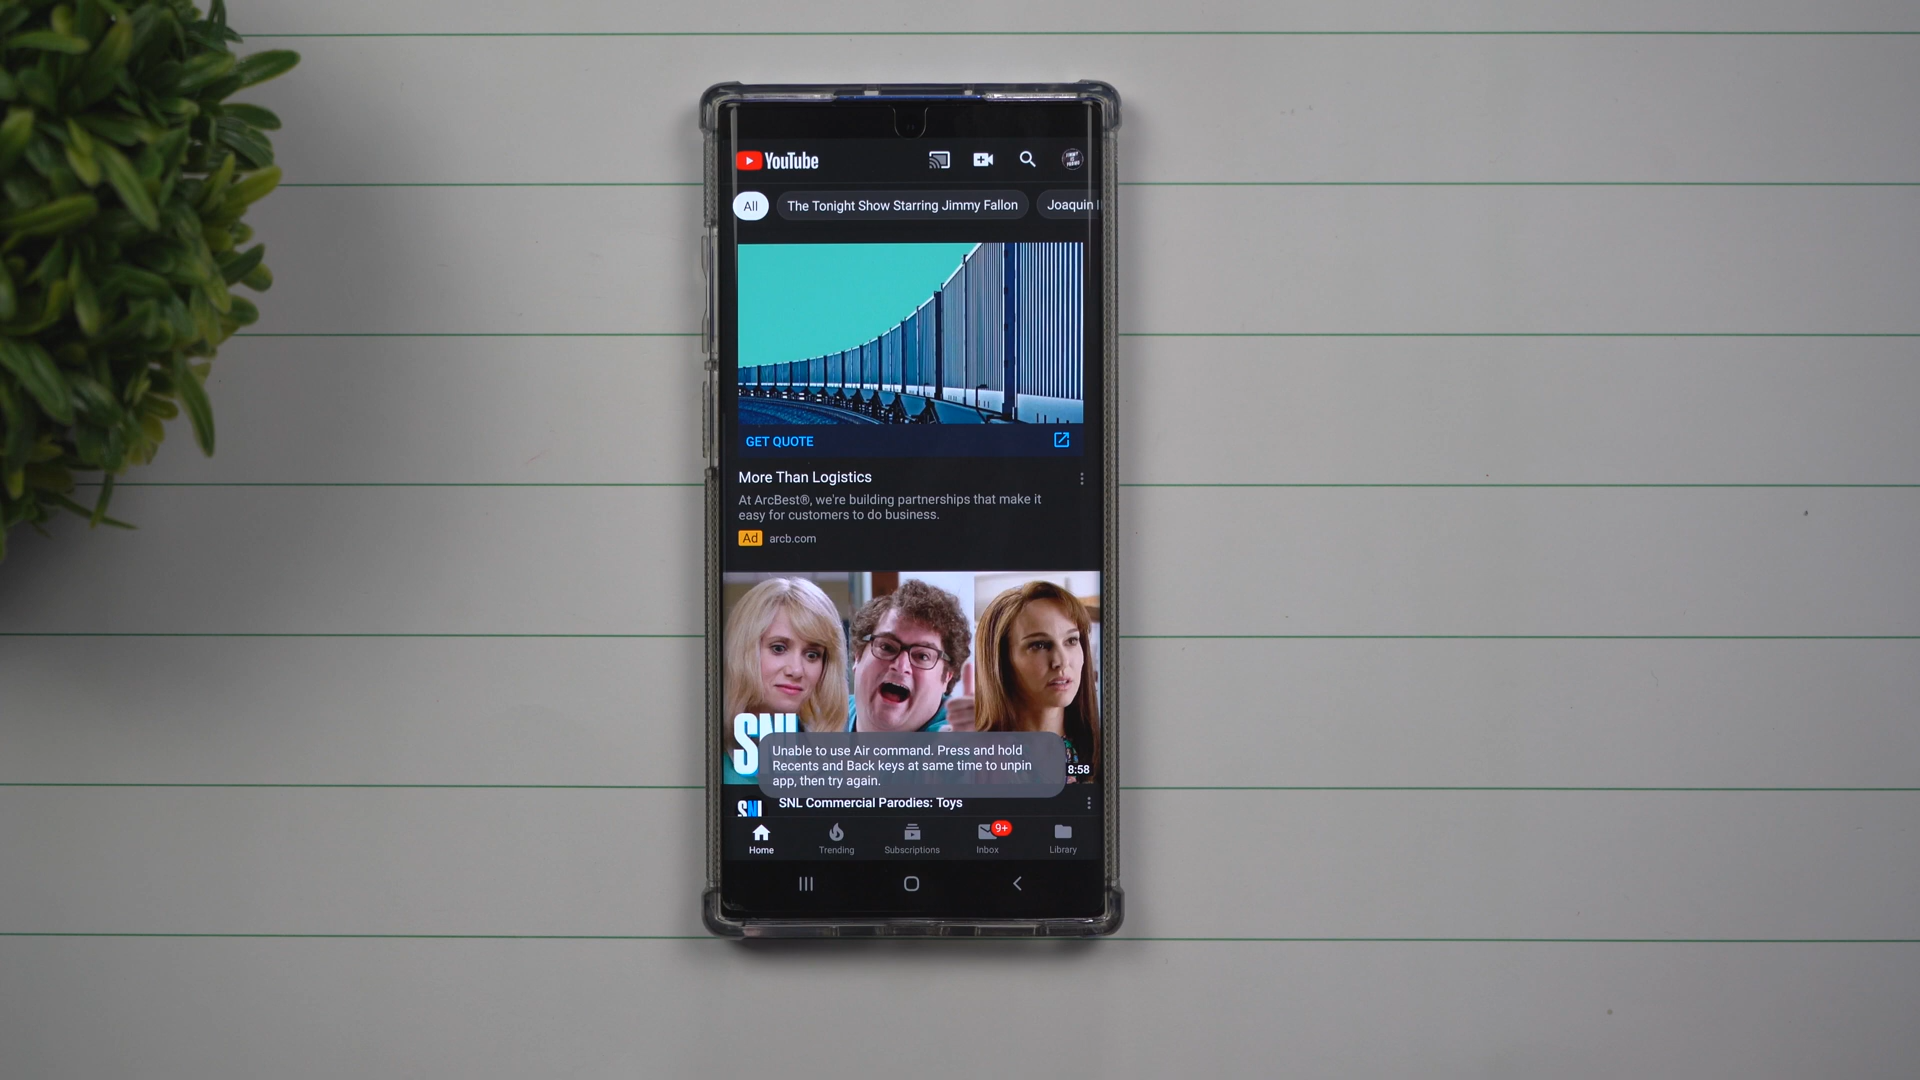 YouTube
All The Tonight Show Starring Jimmy Fallon Joaquin
GET QUOTE
More Than Logistics
At ArcBest®, we're building partnerships that make it
easy for customers to do business.
Ad arcb.com
SNL
Unable to use Air command. Press and hold
Recents and Back keys at same time to unpin
app, then try again.
8:58
SNL
SNL Commercial Parodies: Toys
9+
Home Trending Subscriptions Inbox Library